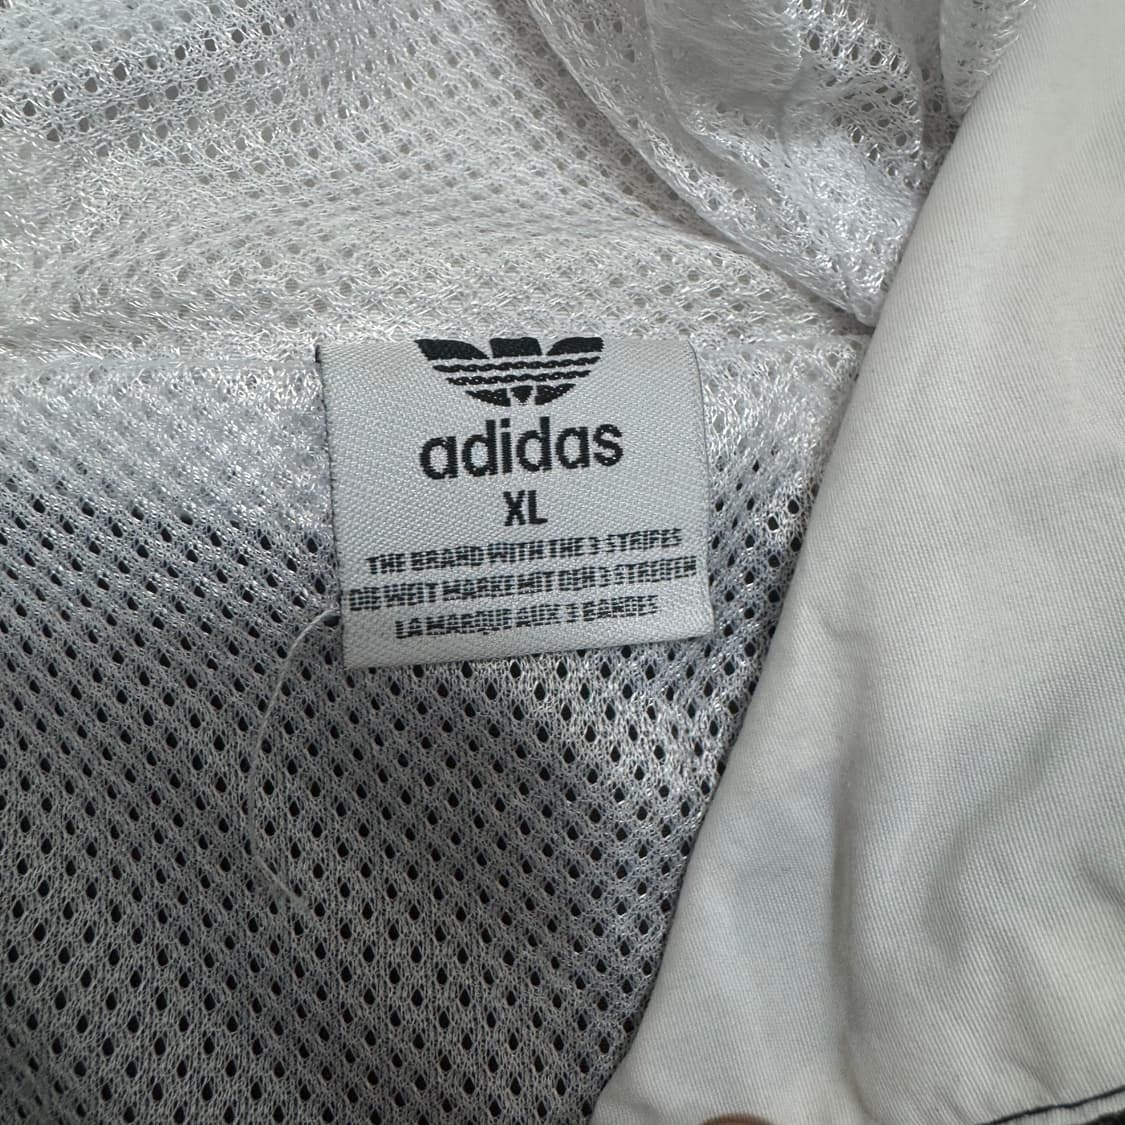 adidas
XL
THE BRAND WITH THE 3 STRIPES
DIE WELT MARKE MIT DEN 3 STREIFEN
LA MARQUE AUX 3 BANDES